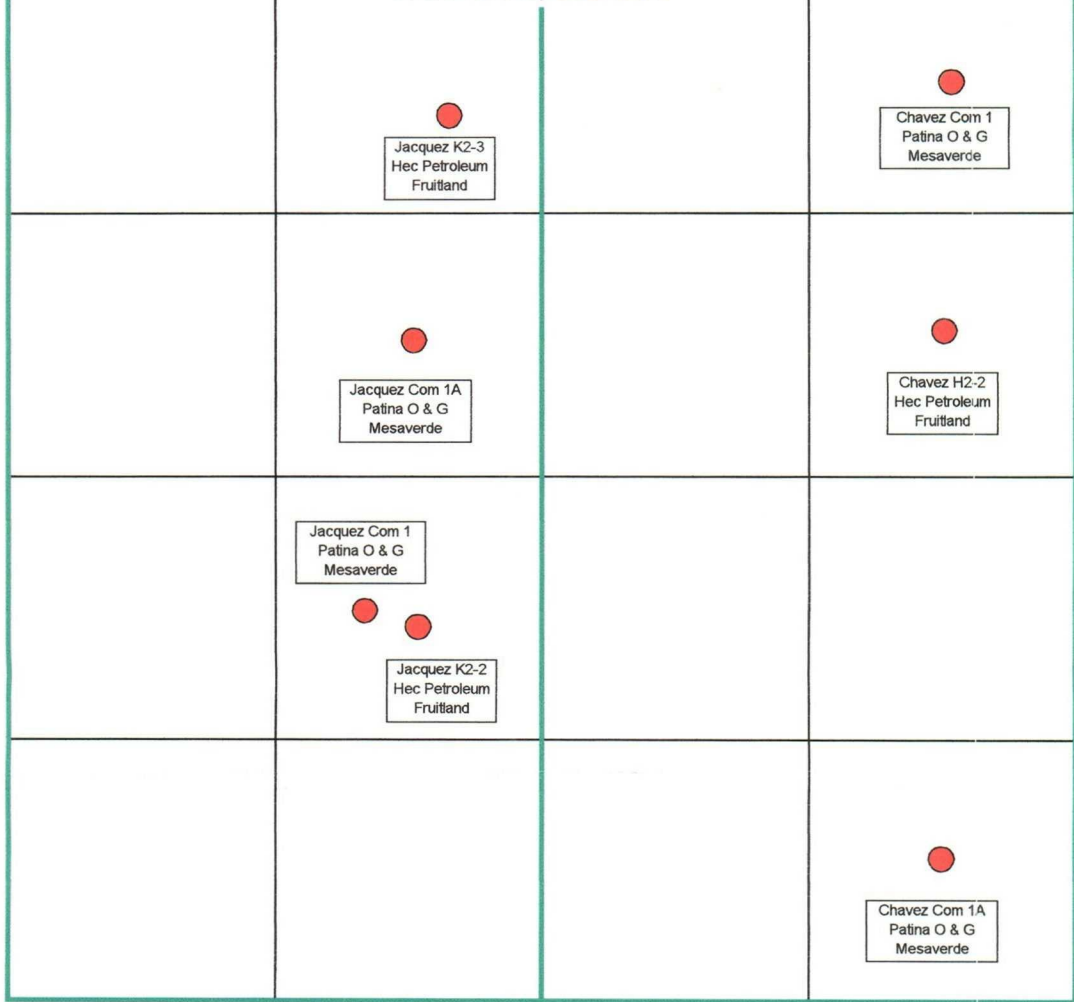 Chavez Com 1
Patina O & G
Mesaverde
Jacquez K2-3
Hec Petroleum
Fruitland
Jacquez Com 1A
Patina O & G
Mesaverde
Chavez H2-2
Hec Petroleum
Fruitland
Jacquez Com 1
Patina O & G
Mesaverde
Jacquez K2-2
Hec Petroleum
Fruitland
Chavez Com 1A
Patina O & G
Mesaverde